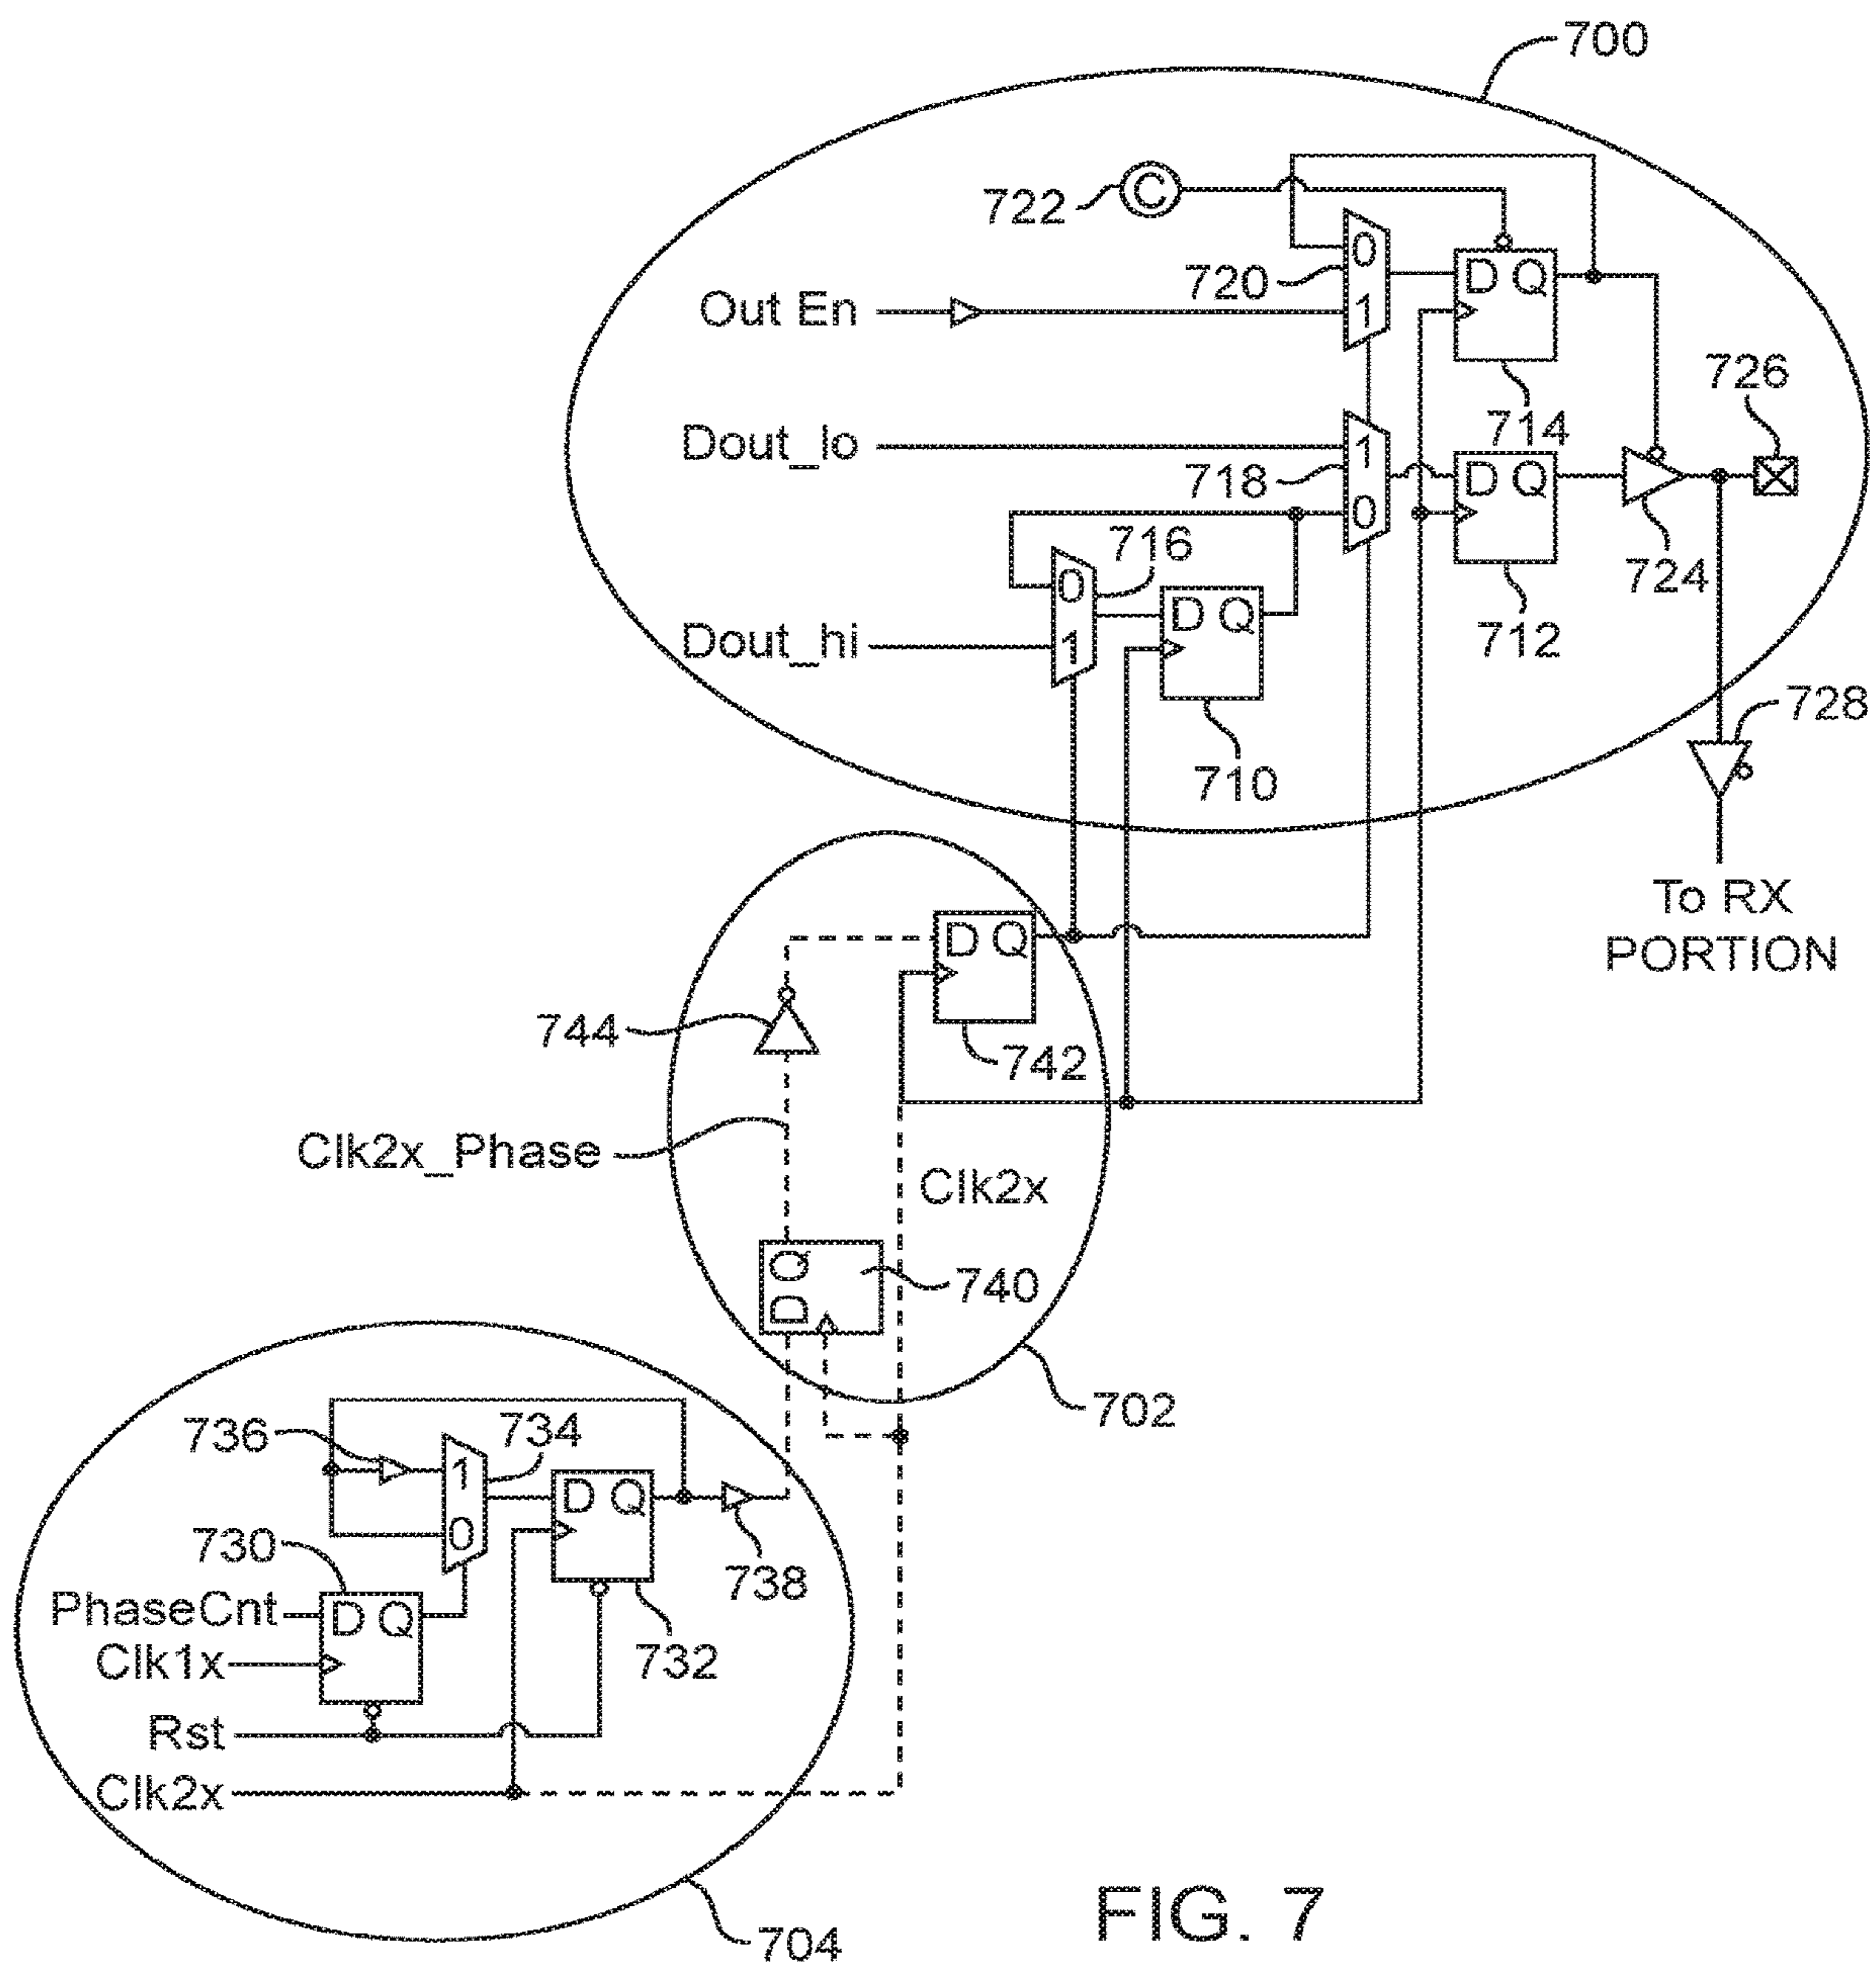 700
722
C
0
720
1
D Q
Out En
714
726
Dout_lo
1
718
0
D Q
724
712
716
0
Dout_hi
1
D Q
710
728
To RX
PORTION
D Q
744
742
Clk2x_Phase
Clk2x
D Q
740
702
736
734
1
0
D Q
738
732
730
PhaseCnt
D Q
Clk1x
Rst
Clk2x
704
FIG. 7